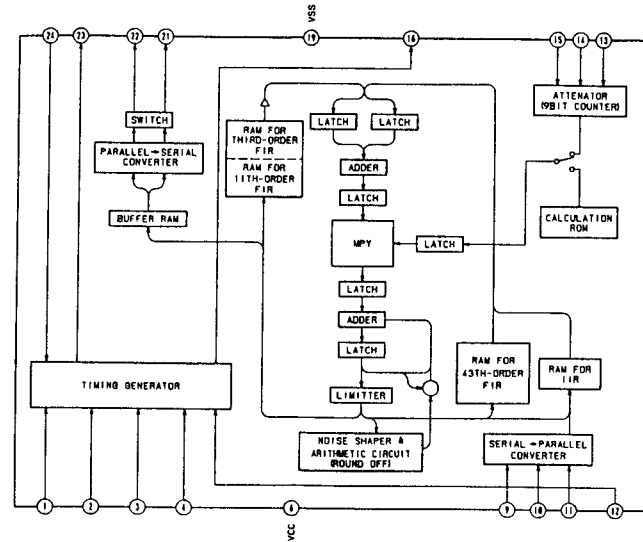 VSS
24
23
22
21
19
16
15
14
13
SWITCH
PARALLEL→SERIAL
CONVERTER
BUFFER RAM
RAM FOR
THIRD-ORDER
FIR
RAM FOR
11TH-ORDER
FIR
LATCH
LATCH
ADDER
LATCH
MPY
LATCH
ATTENATOR
(9BIT COUNTER)
CALCULATION
ROM
LATCH
ADDER
LATCH
LIMITTER
NOISE SHAPER &
ARITHMETIC CIRCUIT
(ROUND OFF)
RAM FOR
43TH-ORDER
FIR
RAM FOR
IIR
SERIAL→PARALLEL
CONVERTER
TIMING GENERATOR
1
2
3
4
6
9
10
11
12
VCC